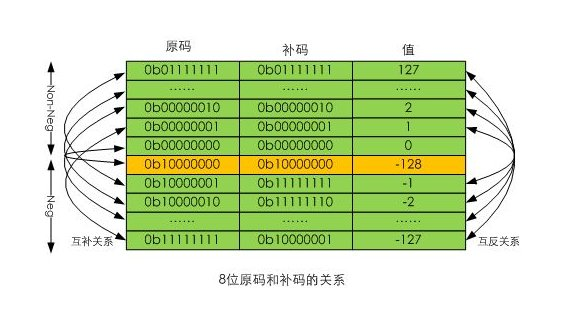 原码 补码 值
0b01111111 0b01111111 127
...... ...... ......
0b00000010 0b00000010 2
0b00000001 0b00000001 1
0b00000000 0b00000000 0
0b10000000 0b10000000 -128
0b10000001 0b11111111 -1
0b10000010 0b11111110 -2
...... ...... ......
0b11111111 0b10000001 -127
Non-Neg
Neg
互补关系
互反关系
8位原码和补码的关系